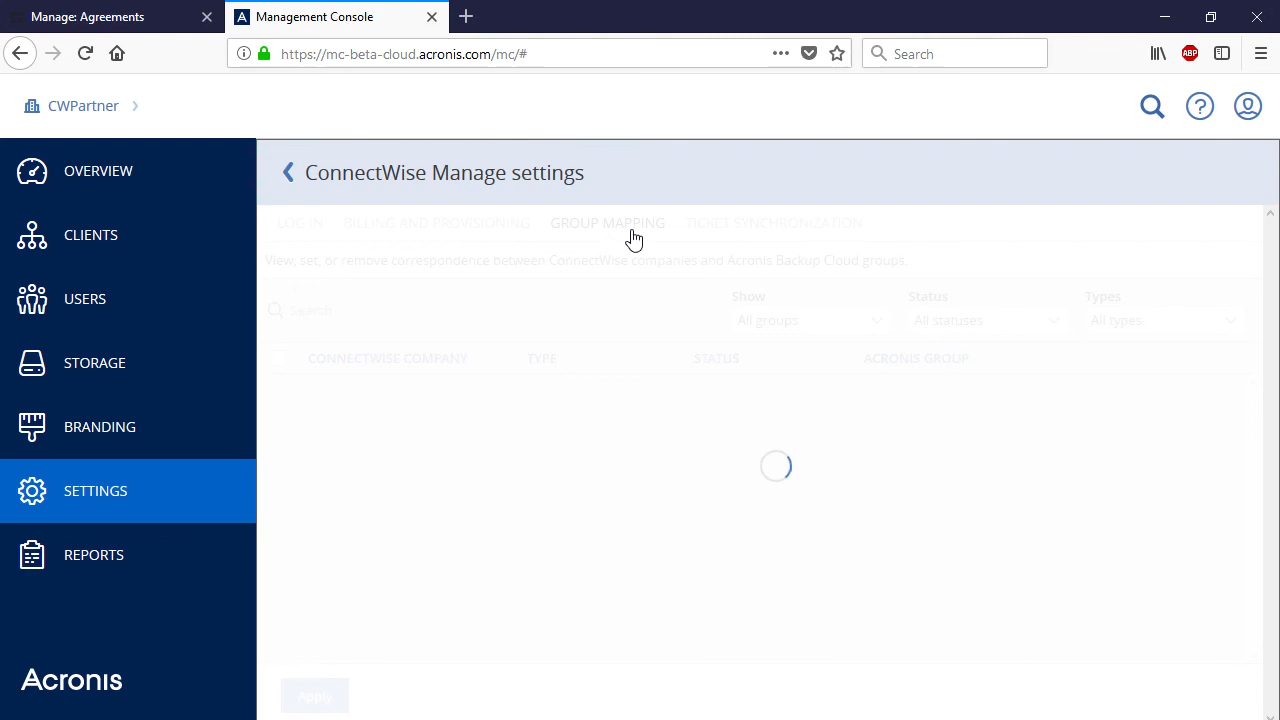 Manage: Agreements
Management Console
https://mc-beta-cloud.acronis.com/mc/#
Search
ABP
CWPartner
OVERVIEW
CLIENTS
USERS
STORAGE
BRANDING
SETTINGS
REPORTS
Acronis
ConnectWise Manage settings
LOG IN BILLING AND PROVISIONING GROUP MAPPING TICKET SYNCHRONIZATION
View, set, or remove correspondence between ConnectWise companies and Acronis Backup Cloud groups.
Show Status Types
Search All groups All statuses All types
CONNECTWISE COMPANY TYPE STATUS ACRONIS GROUP
Apply